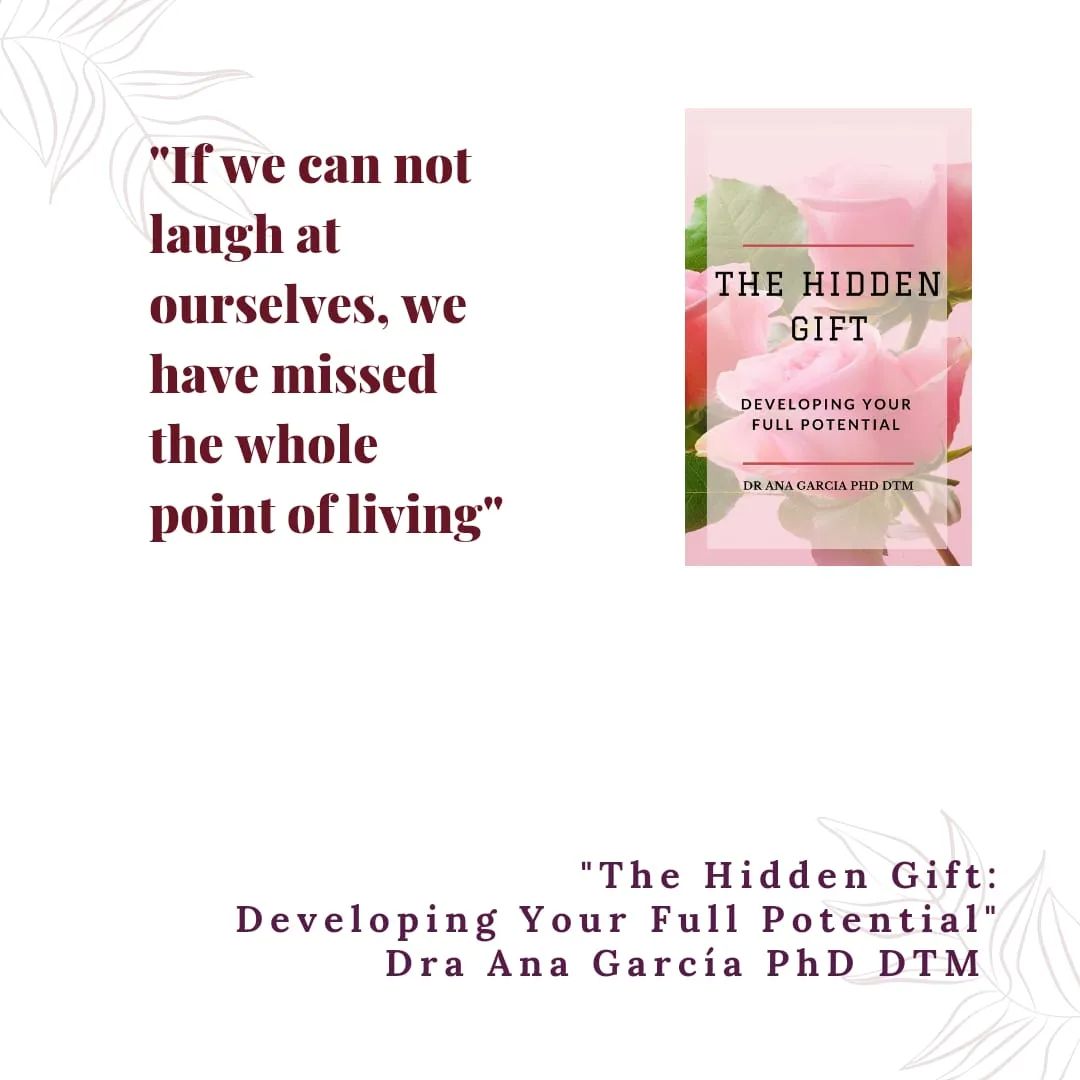 "If we can not
laugh at
ourselves, we
have missed
the whole
point of living"
THE HIDDEN
GIFT
DEVELOPING YOUR
FULL POTENTIAL
DR ANA GARCIA PHD DTM
"The Hidden Gift:
Developing Your Full Potential"
Dra Ana García PhD DTM